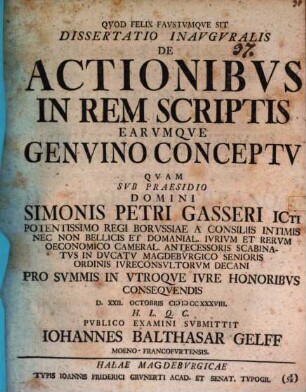 QVOD FELIX FAVSTVMQVE SIT
DISSERTATIO INAVGVRALIS
DE
97.
ACTIONIBVS
IN REM SCRIPTIS
EARVMQVE
GENVINO CONCEPTV
QVAM
SVB PRAESIDIO
DOMINI
SIMONIS PETRI GASSERI ICTI
POTENTISSIMO REGI BORVSSIAE A CONSILIIS INTIMIS
NEC NON BELLICIS ET DOMANIAL. IVRIVM ET RERVM
OECONOMICO CAMERAL. ANTECESSORIS SCABINA-
TVS IN DVCATV MAGDEBVRGICO SENIORIS
ORDINIS IVRECONSVLTORVM DECANI
PRO SVMMIS IN VTROQVE IVRE HONORIBVS
CONSEQVENDIS
D. XXII. OCTOBRIS CIƆIƆCCXXXVIII.
H. L. Q. C.
PVBLICO EXAMINI SVBMITTIT
IOHANNES BALTHASAR GELFF
MOENO-FRANCOFVRTENSIS.
HALAE MAGDEBVRGICAE
TYPIS IOANNIS FRIDERICI GRVNERTI ACAD. ET SENAT. TYPOGR.
(4)